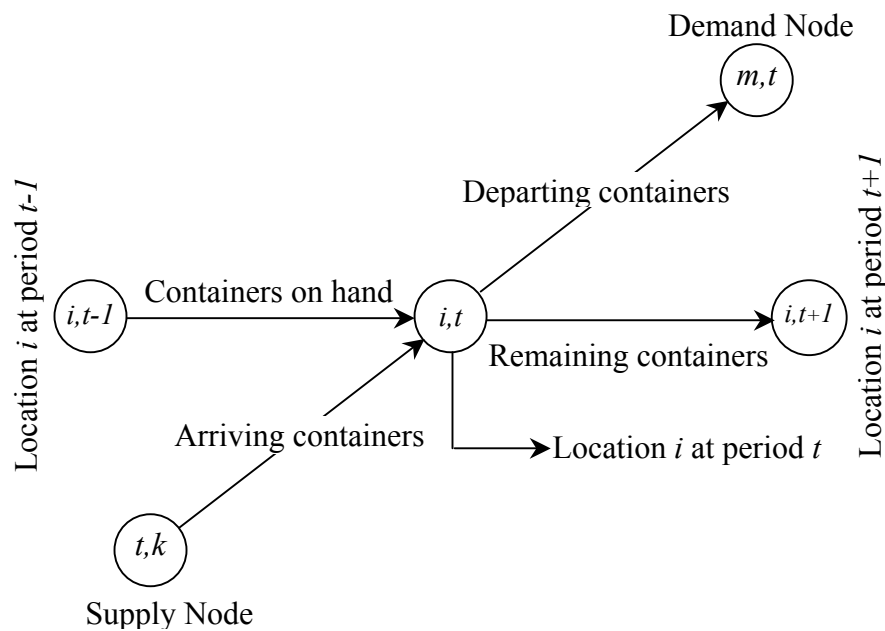 Demand Node
m,t
Departing containers
Location i at period t-1
Containers on hand
i,t-1
i,t
i,t+1
Remaining containers
Location i at period t+1
Arriving containers
Location i at period t
t,k
Supply Node